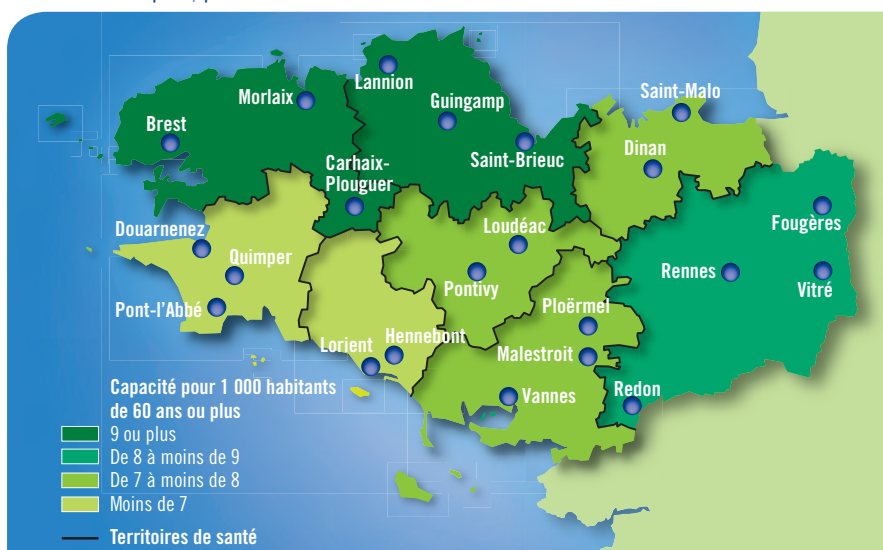 Lannion
Saint-Malo
Morlaix
Guingamp
Brest
Saint-Brieuc
Dinan
Carhaix-
Plouguer
Fougères
Douarnenez
Loudéac
Quimper
Rennes
Vitré
Pontivy
Pont-l'Abbé
Ploërmel
Hennebont
Lorient
Malestroit
Vannes
Redon
Capacité pour 1 000 habitants
de 60 ans ou plus
9 ou plus
De 8 à moins de 9
De 7 à moins de 8
Moins de 7
Territoires de santé